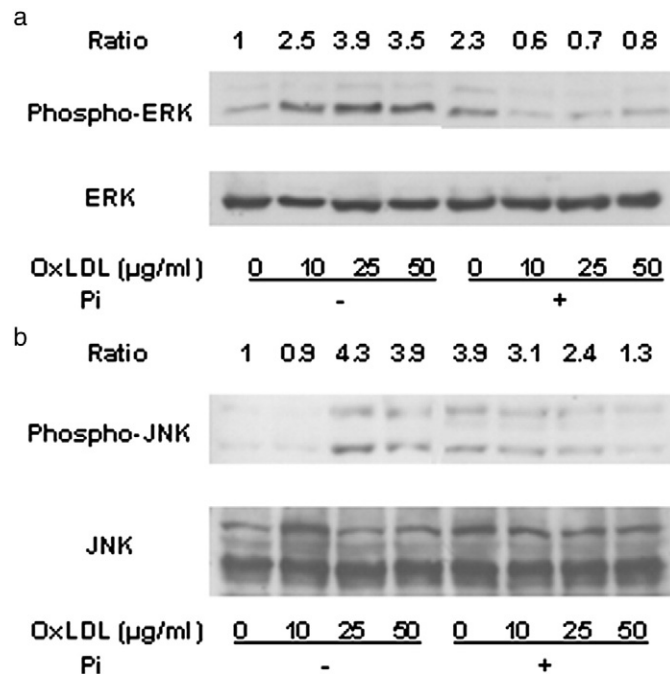 a
Ratio 1 2.5 3.9 3.5 2.3 0.6 0.7 0.8
Phospho-ERK
ERK
OxLDL (µg/ml) 0 10 25 50 0 10 25 50
Pi - +
b
Ratio 1 0.9 4.3 3.9 3.9 3.1 2.4 1.3
Phospho-JNK
JNK
OxLDL (µg/ml) 0 10 25 50 0 10 25 50
Pi - +